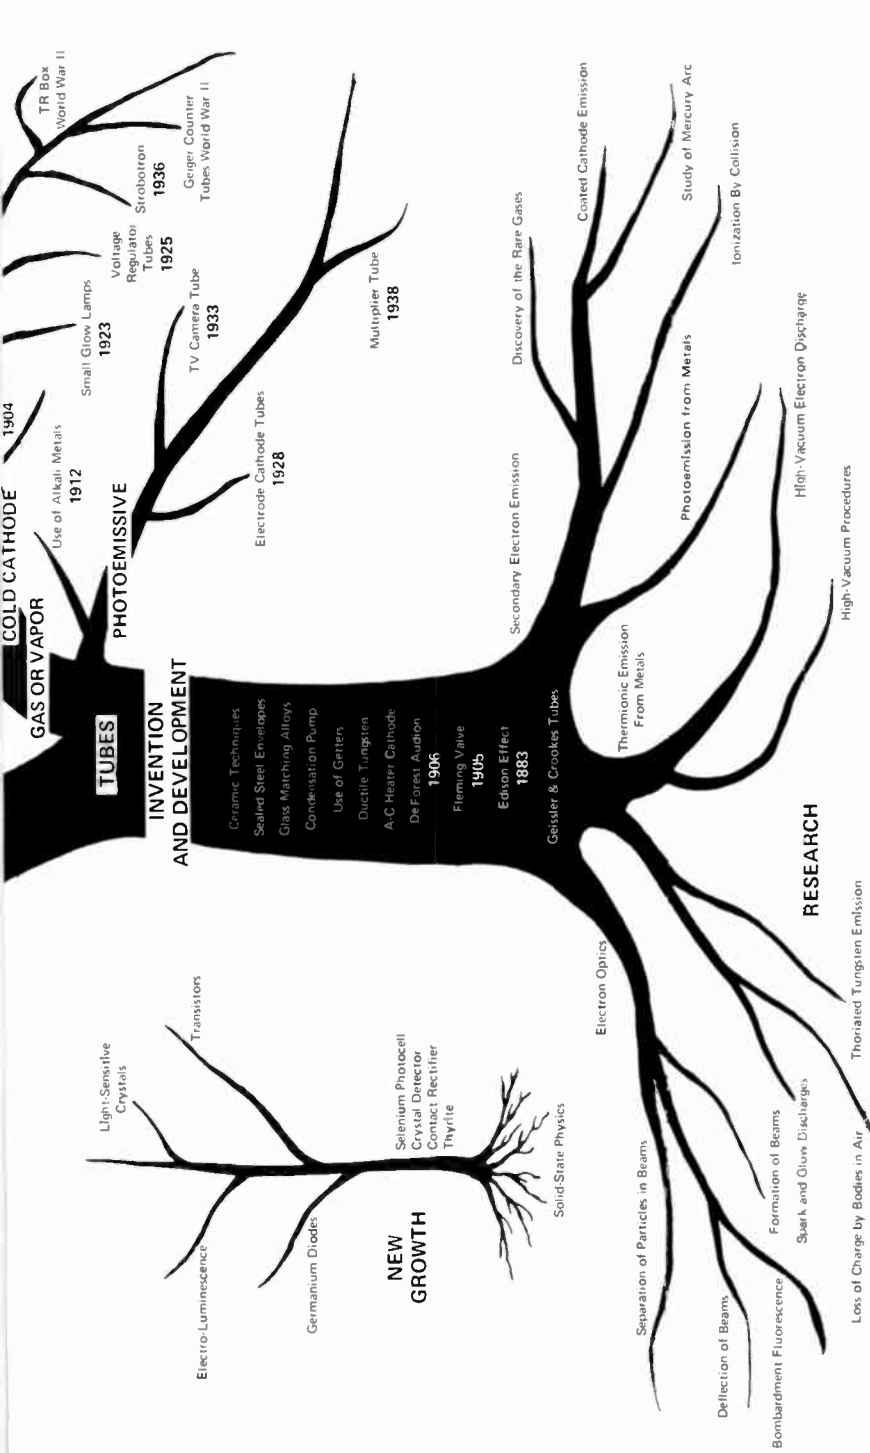 TR Box
World War II
Geiger Counter
Tubes World War II
Strobotron
1936
Voltage
Regulator
Tubes
1925
Small Glow Lamps
1923
1904
COLD CATHODE
GAS OR VAPOR
Use of Alkali Metals
1912
PHOTOEMISSIVE
TV Camera Tube
1933
Electrode Cathode Tubes
1928
Multiplier Tube
1938
TUBES
INVENTION
AND DEVELOPMENT
Ceramic Techniques
Sealed Steel Envelopes
Glass Matching Alloys
Condensation Pump
Use of Getters
Ductile Tungsten
A-C Heater Cathode
DeForest Audion
1906
Fleming Valve
1905
Edison Effect
1883
Geissler & Crookes Tubes
Secondary Electron Emission
Discovery of the Rare Gases
Coated Cathode Emission
Study of Mercury Arc
Ionization By Collision
Photoemission from Metals
High-Vacuum Electron Discharge
High-Vacuum Procedures
Thermionic Emission
From Metals
RESEARCH
Electron Optics
Thoriated Tungsten Emission
Loss of Charge by Bodies in Air
Spark and Glow Discharges
Formation of Beams
Separation of Particles in Beams
Deflection of Beams
Bombardment Fluorescence
Light-Sensitive
Crystals
Transistors
Electro-Luminescence
Germanium Diodes
Selenium Photocell
Crystal Detector
Contact Rectifier
Thyrite
NEW
GROWTH
Solid-State Physics